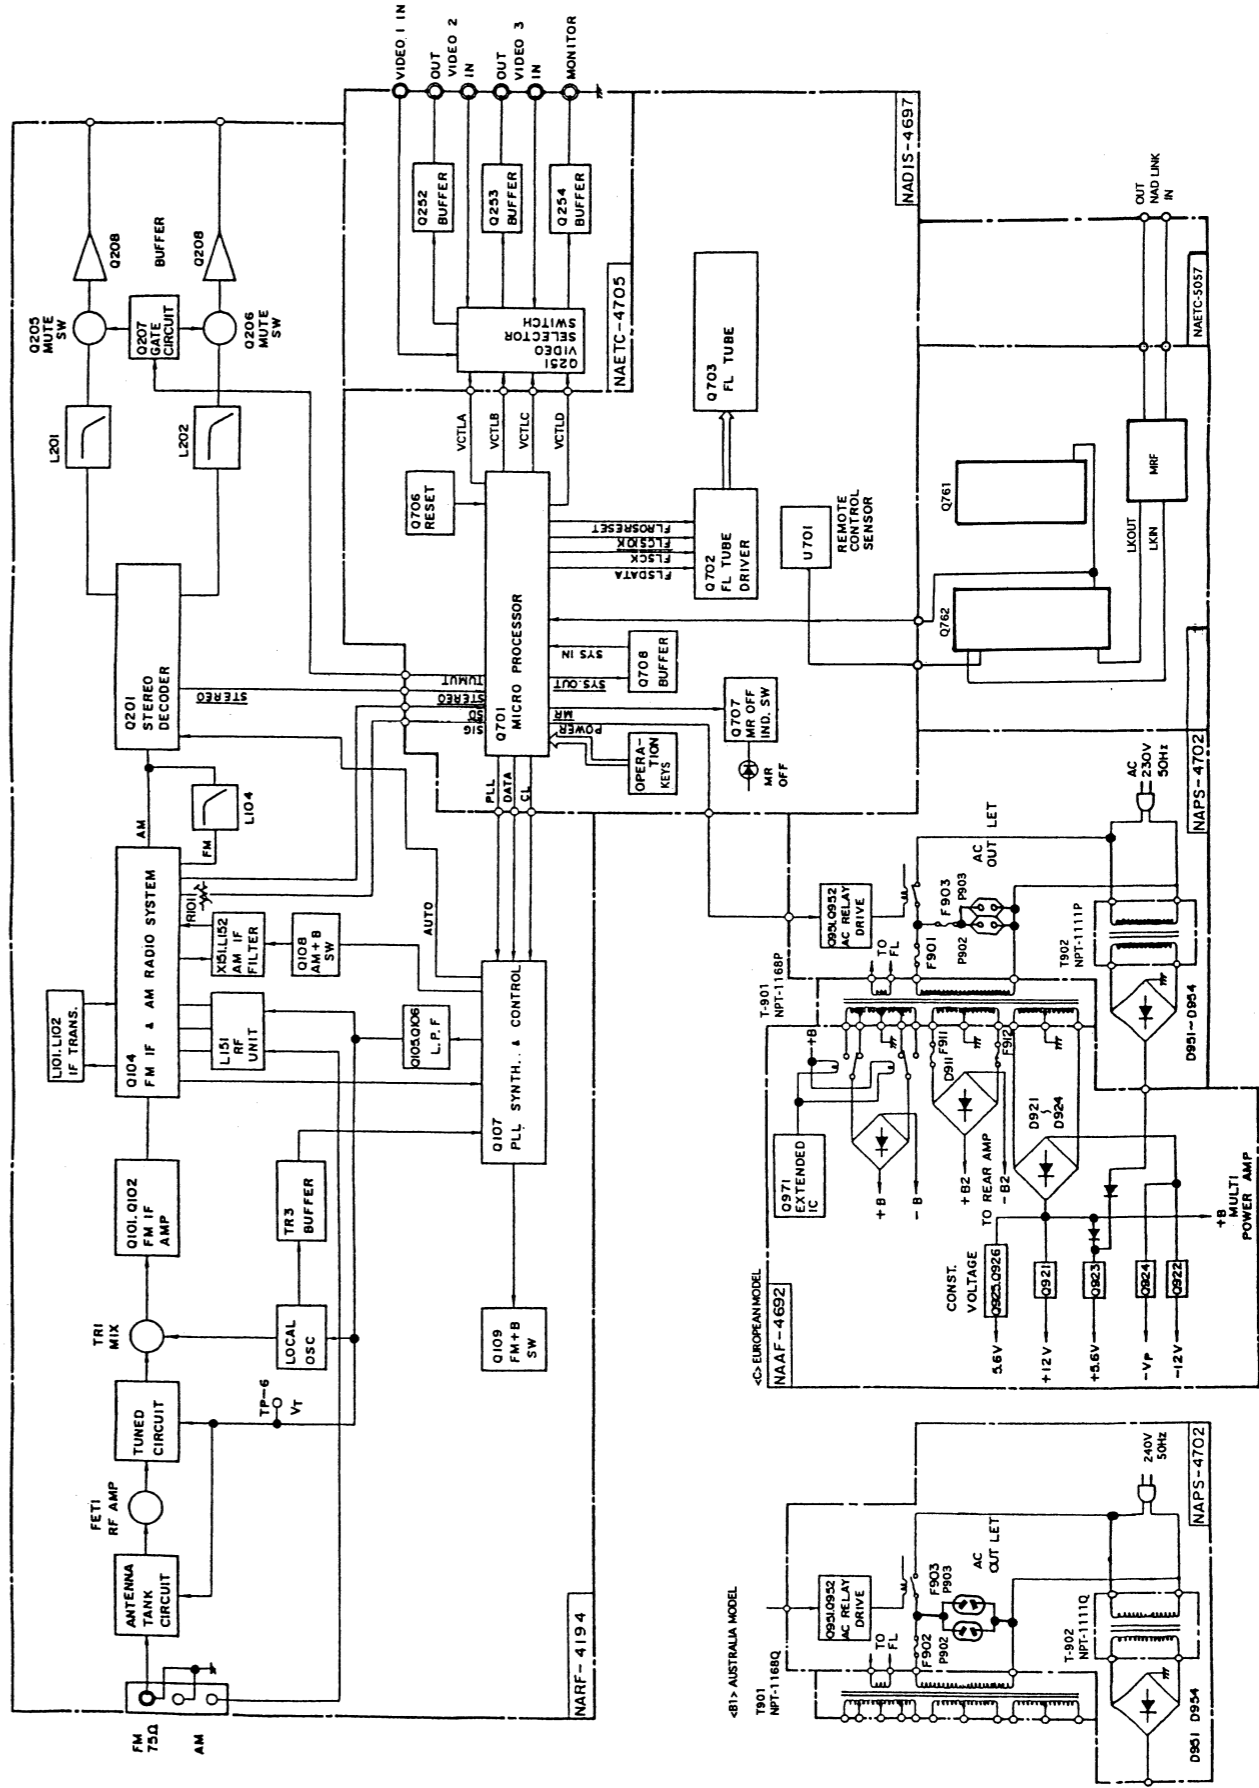 FM
75Ω
AM
ANTENNA
TANK
CIRCUIT
FET1
RF AMP
TUNED
CIRCUIT
TR1
MIX
TP-6
VT
LOCAL
OSC
TR3
BUFFER
Q101.Q102
FM IF
AMP
L101.L102
IF TRANS.
Q104
FM IF & AM RADIO SYSTEM
L151
RF
UNIT
X151.L152
AM IF
FILTER
R101
Q108
AM+B
SW
Q105.Q106
L.P.F
Q107
PLL SYNTH. & CONTROL
Q109
FM+B
SW
AUTO
AM
FM
L104
Q201
STEREO
DECODER
L201
L202
Q205
MUTE
SW
Q207
GATE
CIRCUIT
Q206
MUTE
SW
Q208
BUFFER
Q208
NARF-4194
STEREO
TUMUT
STEREO
SD
SIG
PLL
DATA
CL
Q701
MICRO PROCESSOR
Q706
RESET
VCTLA
VCTLB
VCTLC
VCTLD
Q251
VIDEO
SELECTOR
SWITCH
Q252
BUFFER
Q253
BUFFER
Q254
BUFFER
VIDEO 1 IN
OUT
VIDEO 2
IN
OUT
VIDEO 3
IN
MONITOR
NAETC-4705
FLROSRESET
FLCSIOK
FLSCK
FLSDATA
Q702
FL TUBE
DRIVER
Q703
FL TUBE
SYS IN
SYS.OUT
Q708
BUFFER
MR
POWER
Q707
MR OFF
IND. SW
MR
OFF
OPERA-
TION
KEYS
U701
REMOTE
CONTROL
SENSOR
NADIS-4697
Q761
Q762
LKOUT
LKIN
MRF
OUT
NAD LINK
IN
NAETC-5057
NAPS-4702
Q951.Q952
AC RELAY
DRIVE
TO
FL
F901
F903
P902
P903
AC
OUT LET
AC
230V
50Hz
T902
NPT-1111P
D951~D954
T-901
NPT-1168P
+B
Q971
EXTENDED
IC
+B
-B
D911
F911
F912
+B2
TO REAR AMP
-B2
D921
~
D924
CONST.
VOLTAGE
Q925.Q926
Q921
Q923
Q924
Q922
5.6V
+12V
+5.6V
-VP
-12V
+B
MULTI
POWER AMP
<C> EUROPEAN MODEL
NAAF-4692
<B1> AUSTRALIA MODEL
T901
NPT-1168Q
Q951.Q952
AC RELAY
DRIVE
TO
FL
F902
F903
P902
P903
AC
OUT LET
240V
50Hz
T-902
NPT-1111Q
D951 D954
NAPS-4702